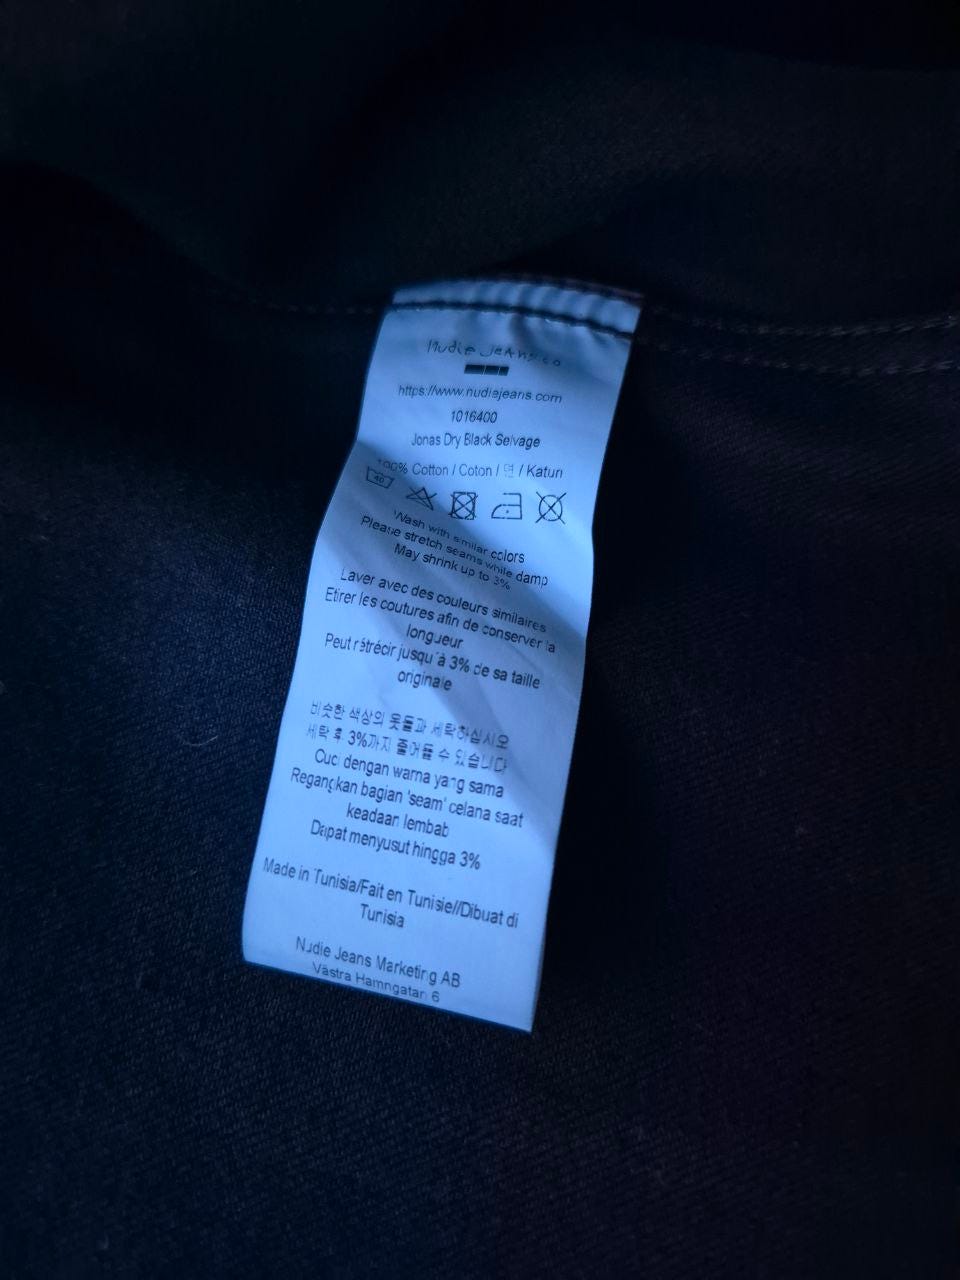 Nudie Jeans co
https://www.nudiejeans.com
1016400
Jonas Dry Black Selvage
100% Cotton / Coton / 면 / Katun
40
Wash with similar colors
Please stretch seams while damp
May shrink up to 3%
Laver avec des couleurs similaires
Etirer les coutures afin de conserver la
longueur
Peut rétrécir jusqu'à 3% de sa taille
originale
비슷한 색상의 옷들과 세탁하십시오
세탁 후 3%까지 줄어들 수 있습니다
Cuci dengan warna yang sama
Regangkan bagian 'seam' celana saat
keadaan lembab
Dapat menyusut hingga 3%
Made in Tunisia/Fait en Tunisie//Dibuat di
Tunisia
Nudie Jeans Marketing AB
Västra Hamngatan 6